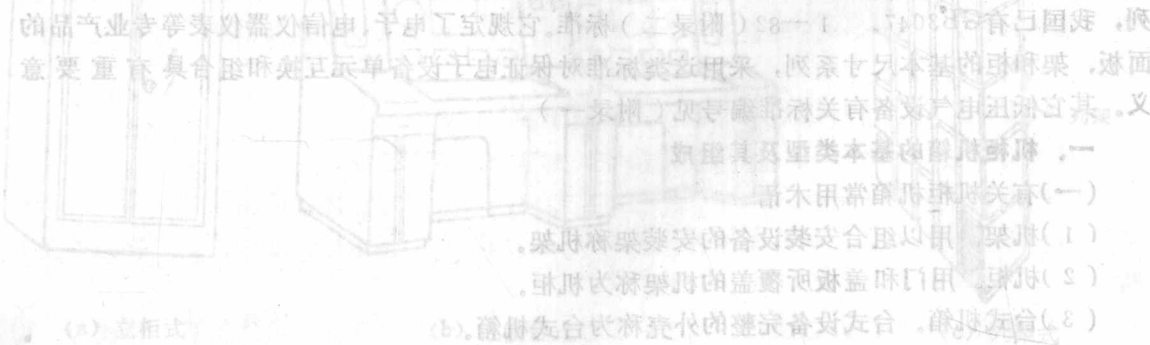 列，我国已有GB3047．1—82（附录二）标准 它规定了电子、电信仪器仪表等专业产品的
面板、架和柜的基本尺寸系列，采用这类标准对保证电子设备单元互换和组合具有重要意
义。其它低压电气设备有关标准编号见（附录一）。
一、机柜机箱的基本类型及其组成
（一）有关机柜机箱常用术语
（1）机架 用以组合安装设备的安装架称机架。
（2）机柜 用门和盖板所覆盖的机架称为机柜。
（3）台式机箱。台式设备完整的外壳称为台式机箱。
(a) 立柜式
(b)